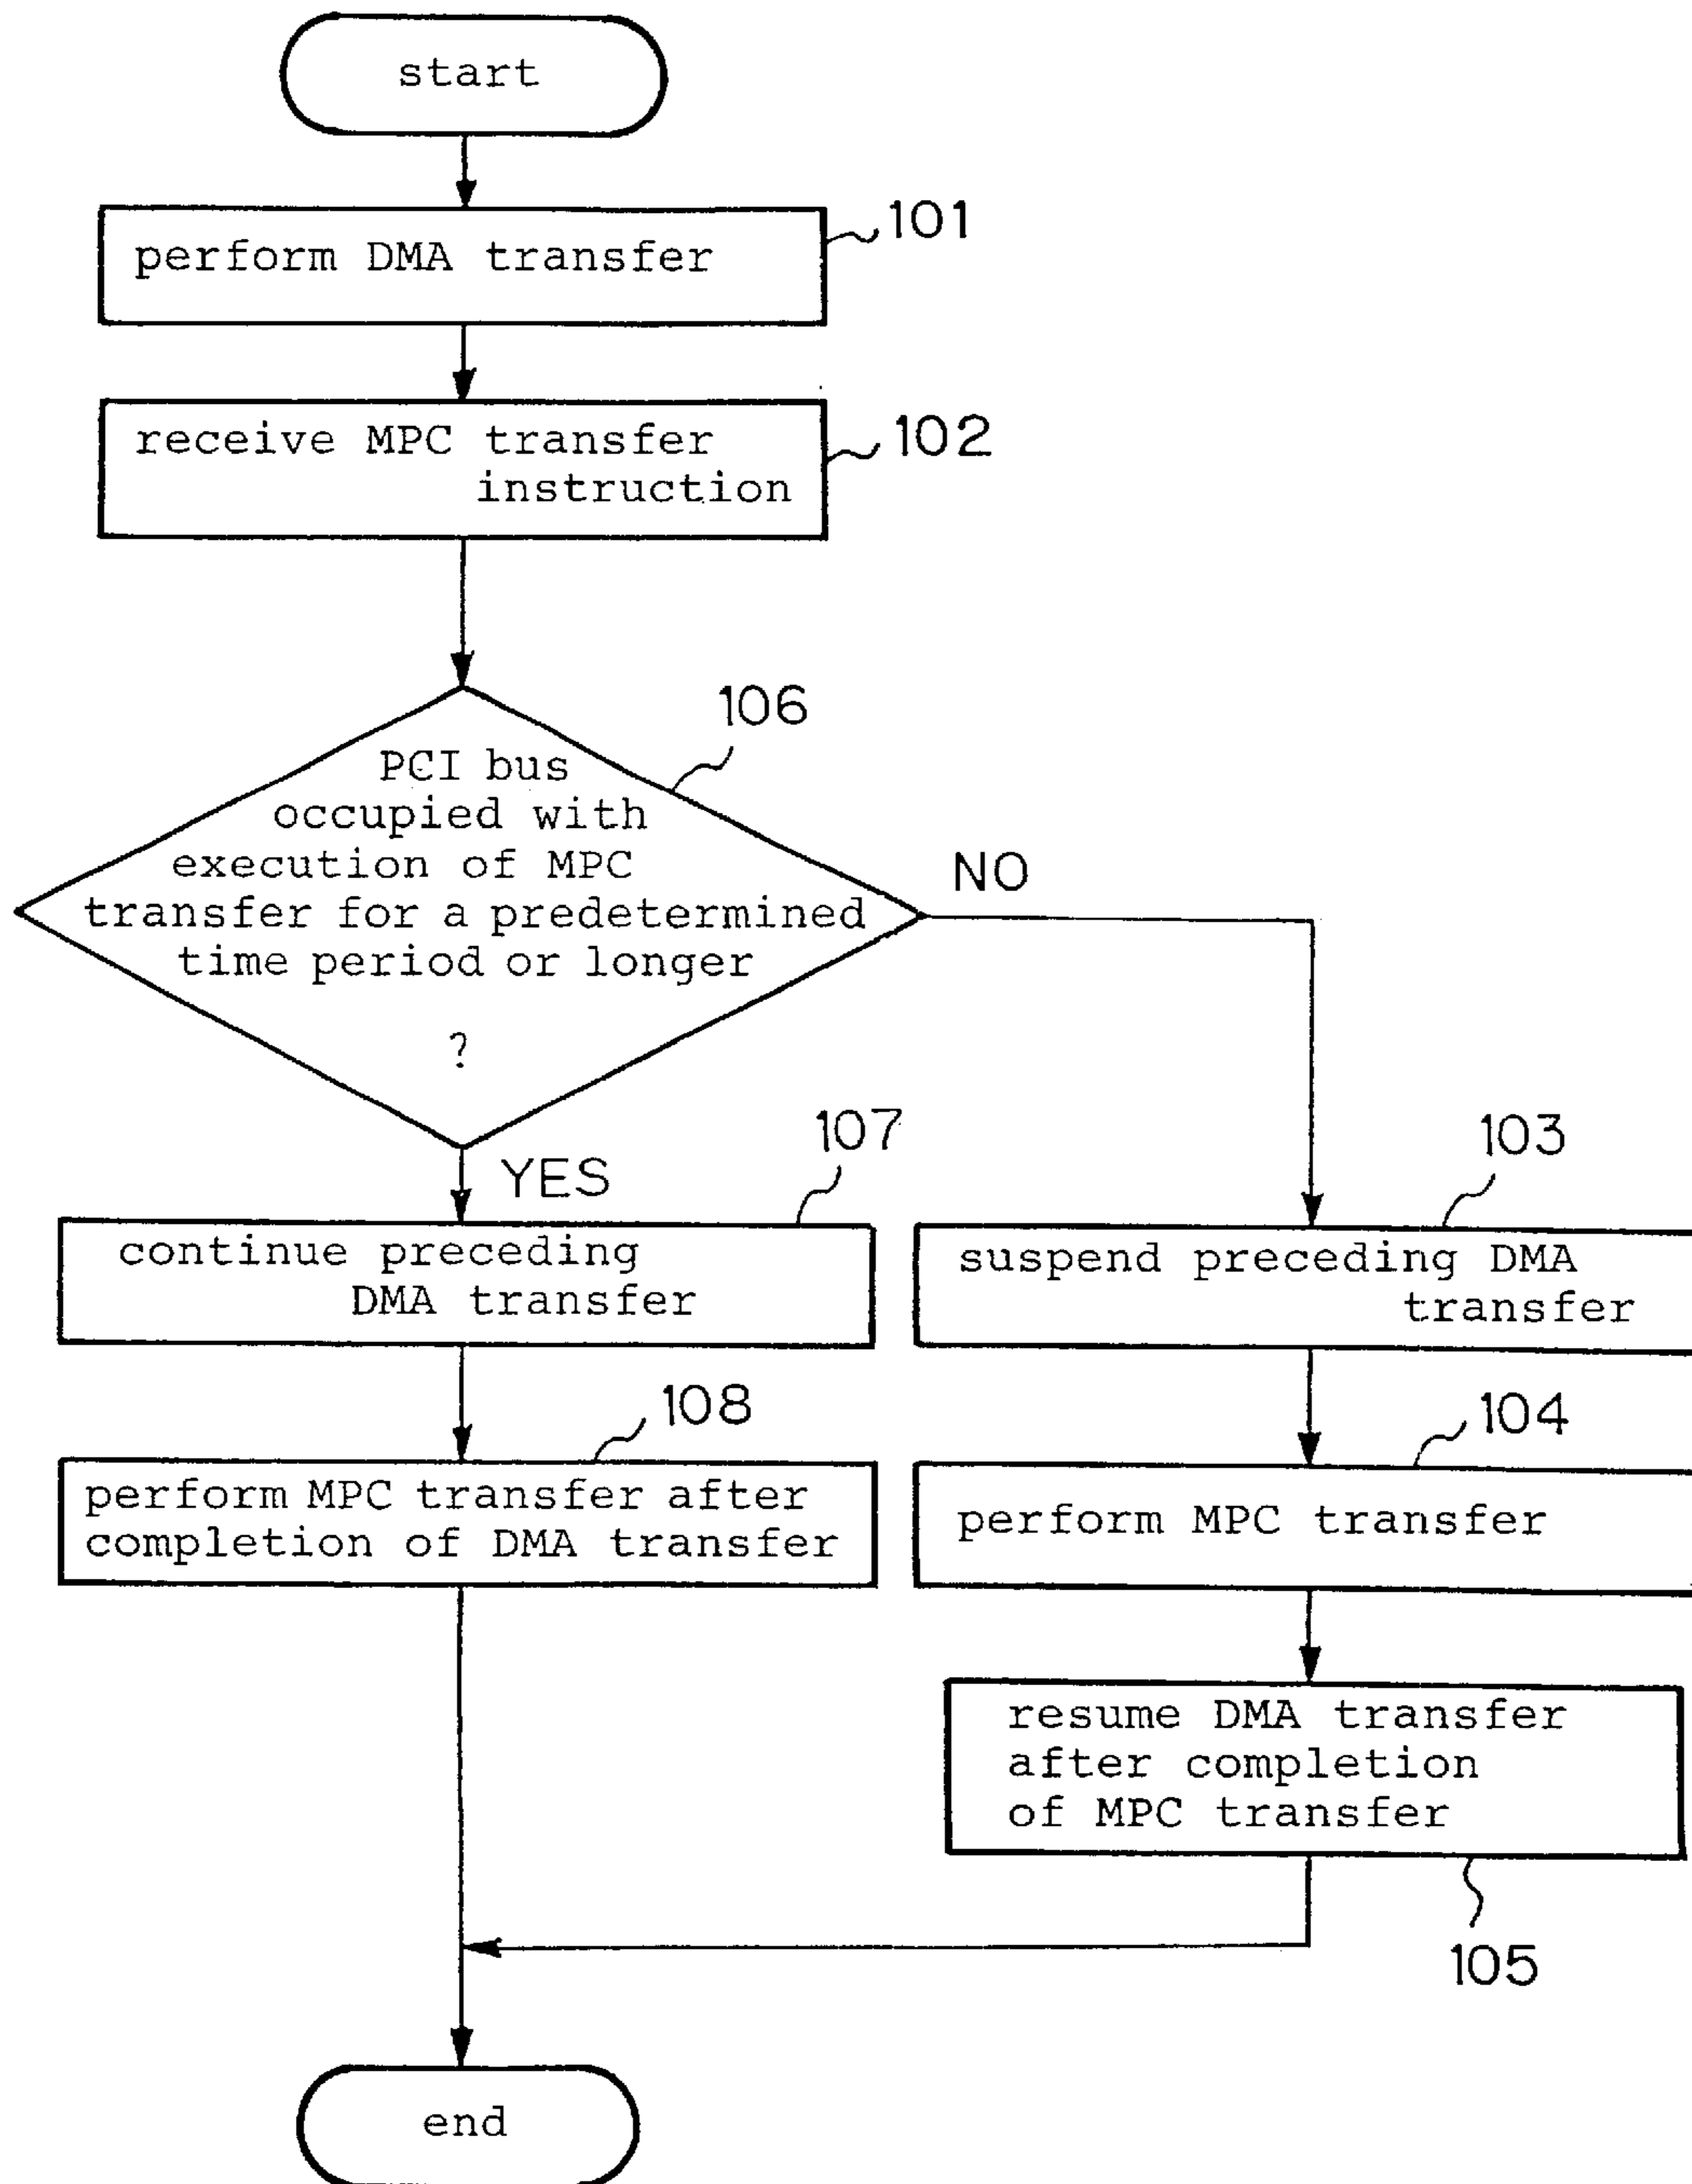 start
perform DMA transfer
101
receive MPC transfer
instruction
102
106
PCI bus
occupied with
execution of MPC
transfer for a predetermined
time period or longer
?
NO
YES
107
continue preceding
DMA transfer
103
suspend preceding DMA
transfer
108
perform MPC transfer after
completion of DMA transfer
104
perform MPC transfer
resume DMA transfer
after completion
of MPC transfer
105
end